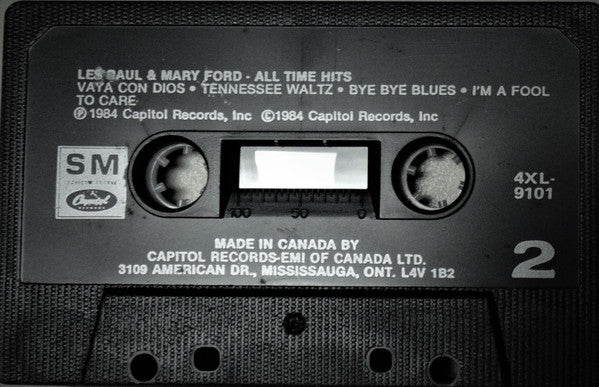 LES PAUL & MARY FORD - ALL TIME HITS
VAYA CON DIOS • TENNESSEE WALTZ • BYE BYE BLUES • I'M A FOOL
TO CARE
℗1984 Capitol Records, Inc ©1984 Capitol Records, Inc
SM
Capitol
4XL-
9101
100 50 0
MADE IN CANADA BY
CAPITOL RECORDS-EMI OF CANADA LTD.
3109 AMERICAN DR., MISSISSAUGA, ONT. L4V 1B2
2